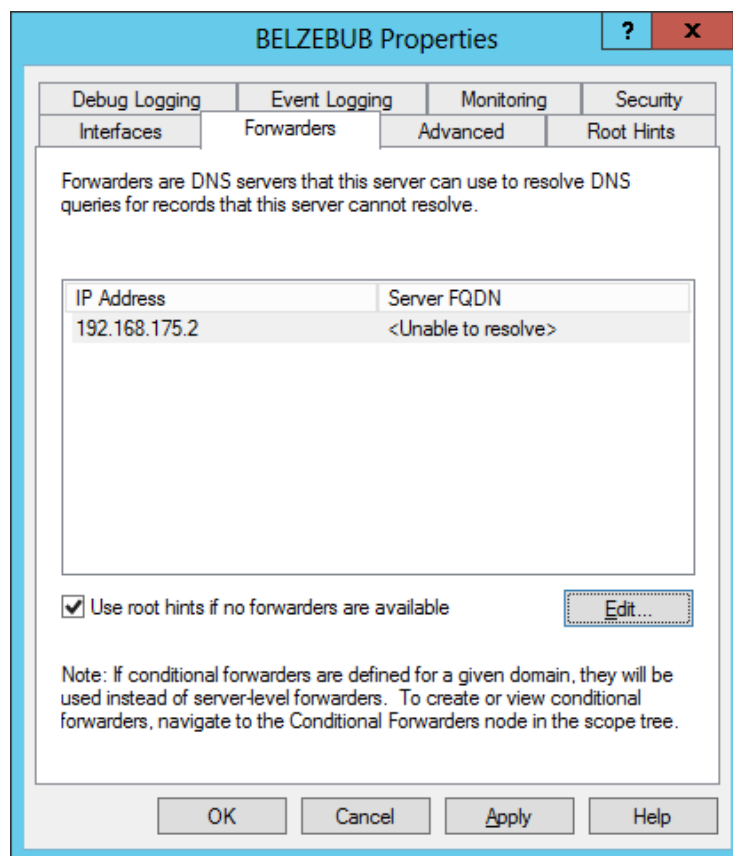 BELZEBUB Properties
?
x
Debug Logging Event Logging Monitoring Security
Interfaces Forwarders Advanced Root Hints
Forwarders are DNS servers that this server can use to resolve DNS
queries for records that this server cannot resolve.
IP Address Server FQDN
192.168.175.2 <Unable to resolve>
Use root hints if no forwarders are available
Edit...
Note: If conditional forwarders are defined for a given domain, they will be
used instead of server-level forwarders. To create or view conditional
forwarders, navigate to the Conditional Forwarders node in the scope tree.
OK Cancel Apply Help